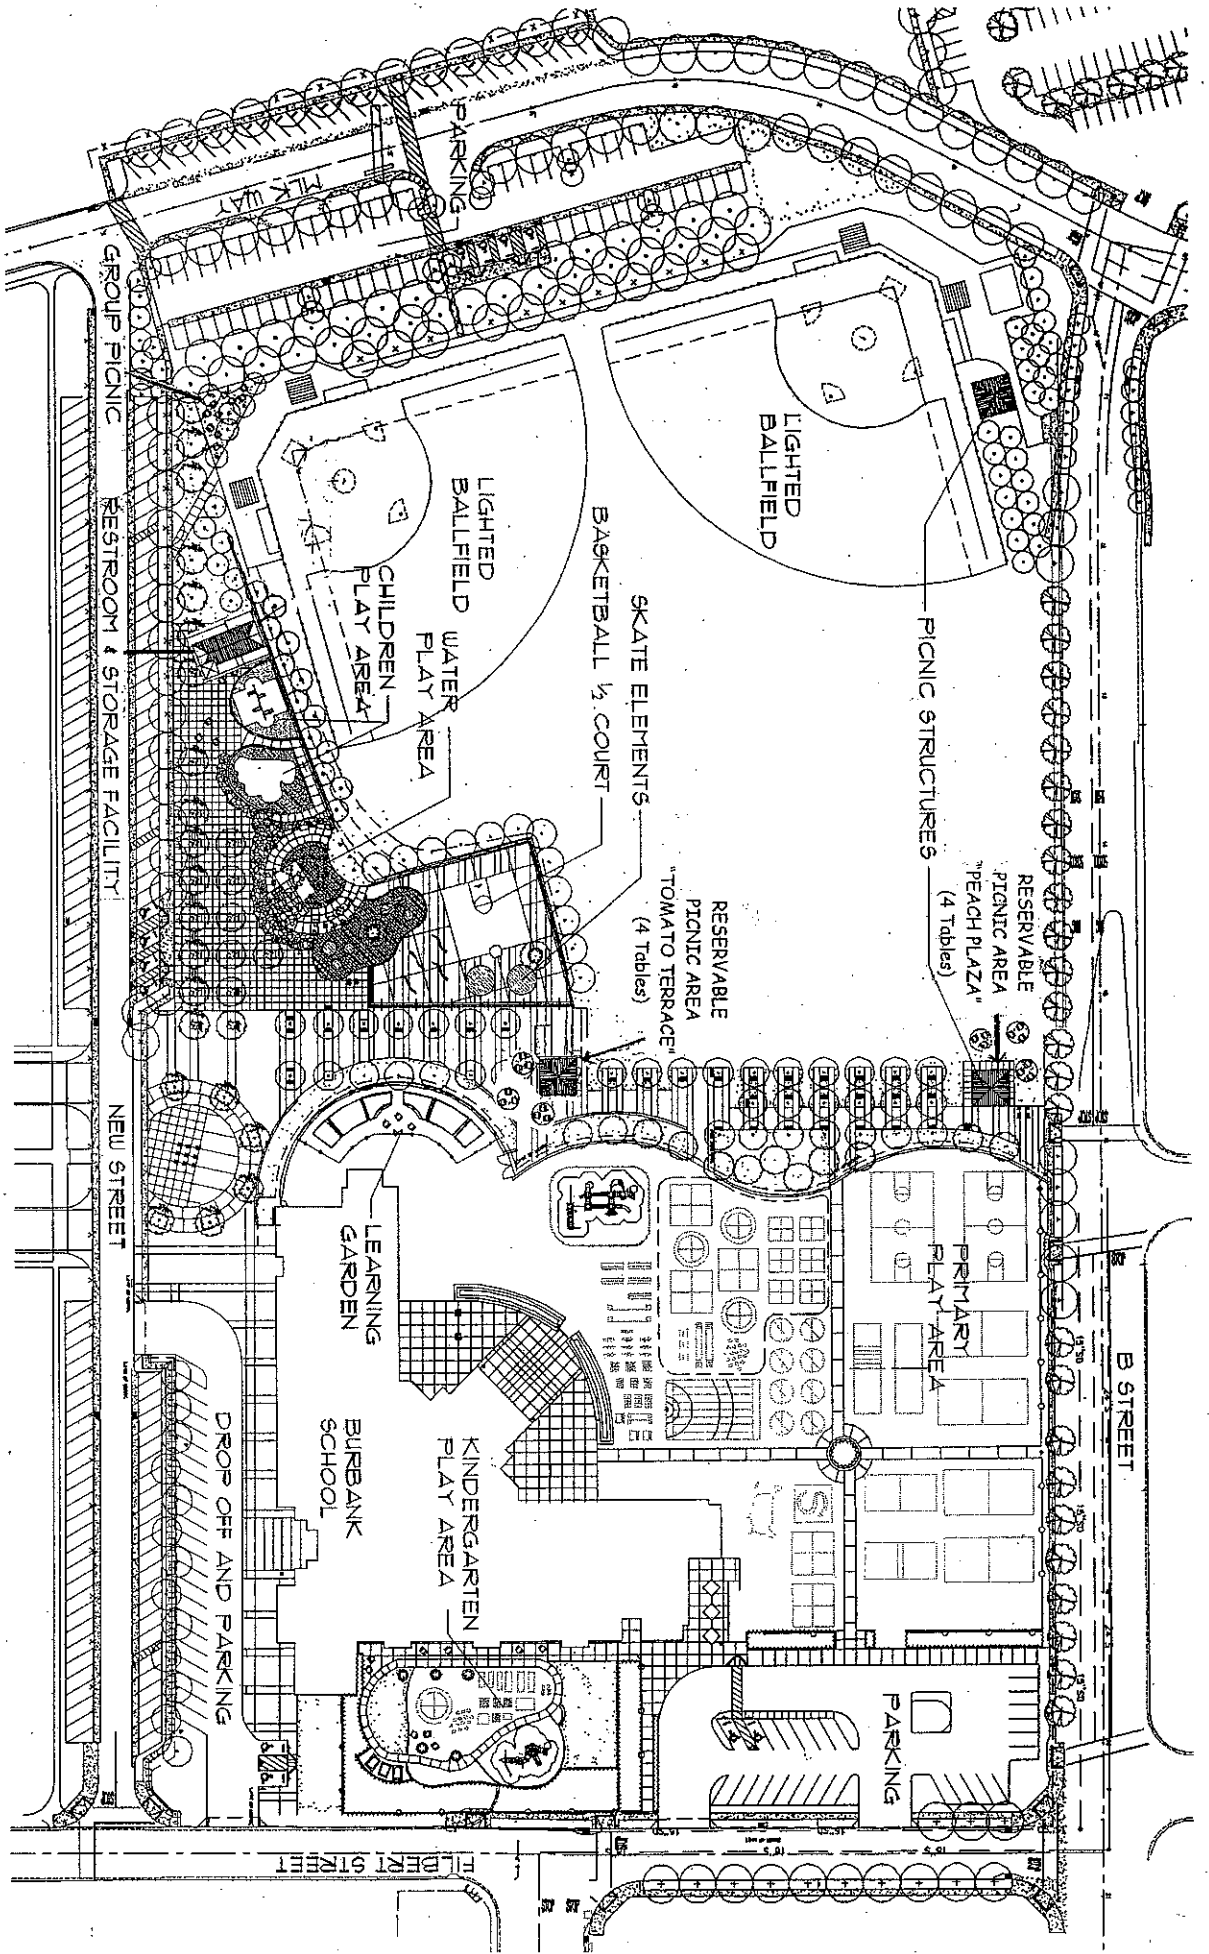 PARKING
MLK WAY
GROUP PICNIC
RESTROOM & STORAGE FACILITY
NEW STREET
DROP OFF AND PARKING
LIGHTED
BALLFIELD
LIGHTED
BALLFIELD
CHILDREN
PLAY AREA
WATER
PLAY AREA
BASKETBALL ½ COURT
SKATE ELEMENTS
PICNIC STRUCTURES
RESERVABLE
PICNIC AREA
"TOMATO TERRACE"
(4 Tables)
RESERVABLE
PICNIC AREA
"PEACH PLAZA"
(4 Tables)
LEARNING
GARDEN
BURBANK
SCHOOL
KINDERGARTEN
PLAY AREA
PRIMARY
PLAY AREA
S
PARKING
B STREET
FILBERT STREET